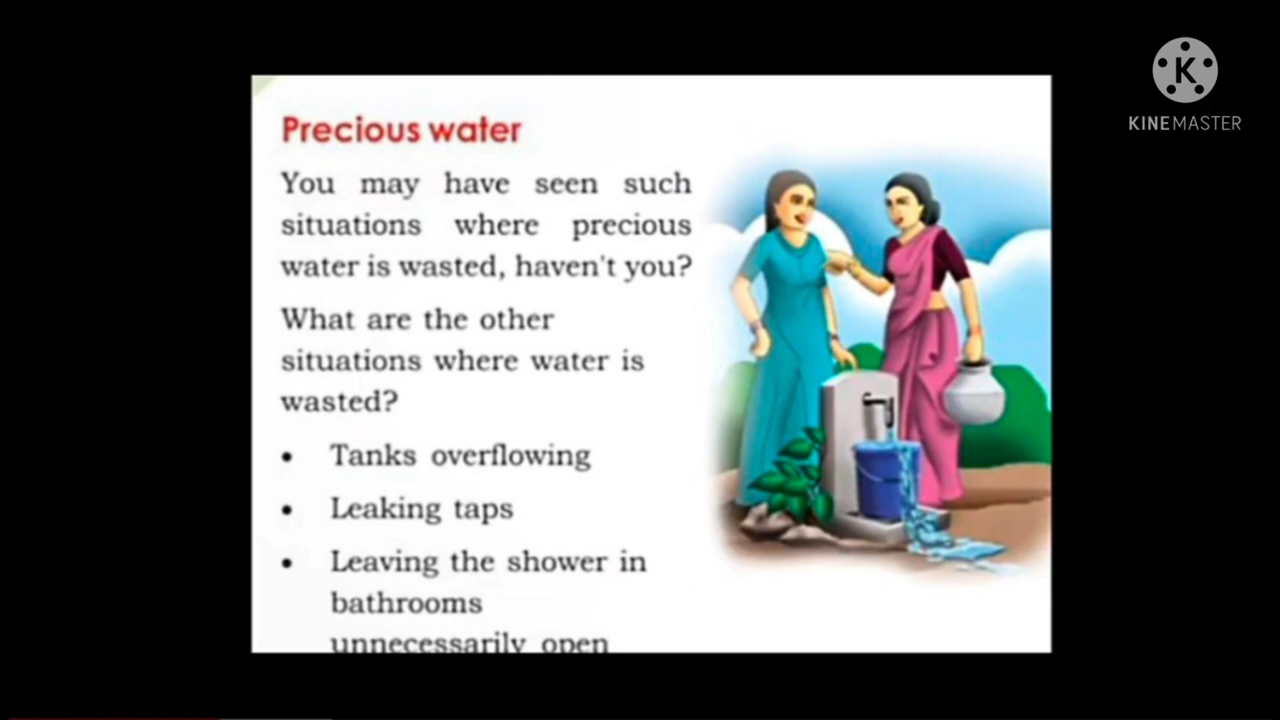 Precious water
You may have seen such
situations where precious
water is wasted, haven't you?
What are the other
situations where water is
wasted?
• Tanks overflowing
• Leaking taps
• Leaving the shower in
bathrooms
unnecessarily open
K
KINEMASTER